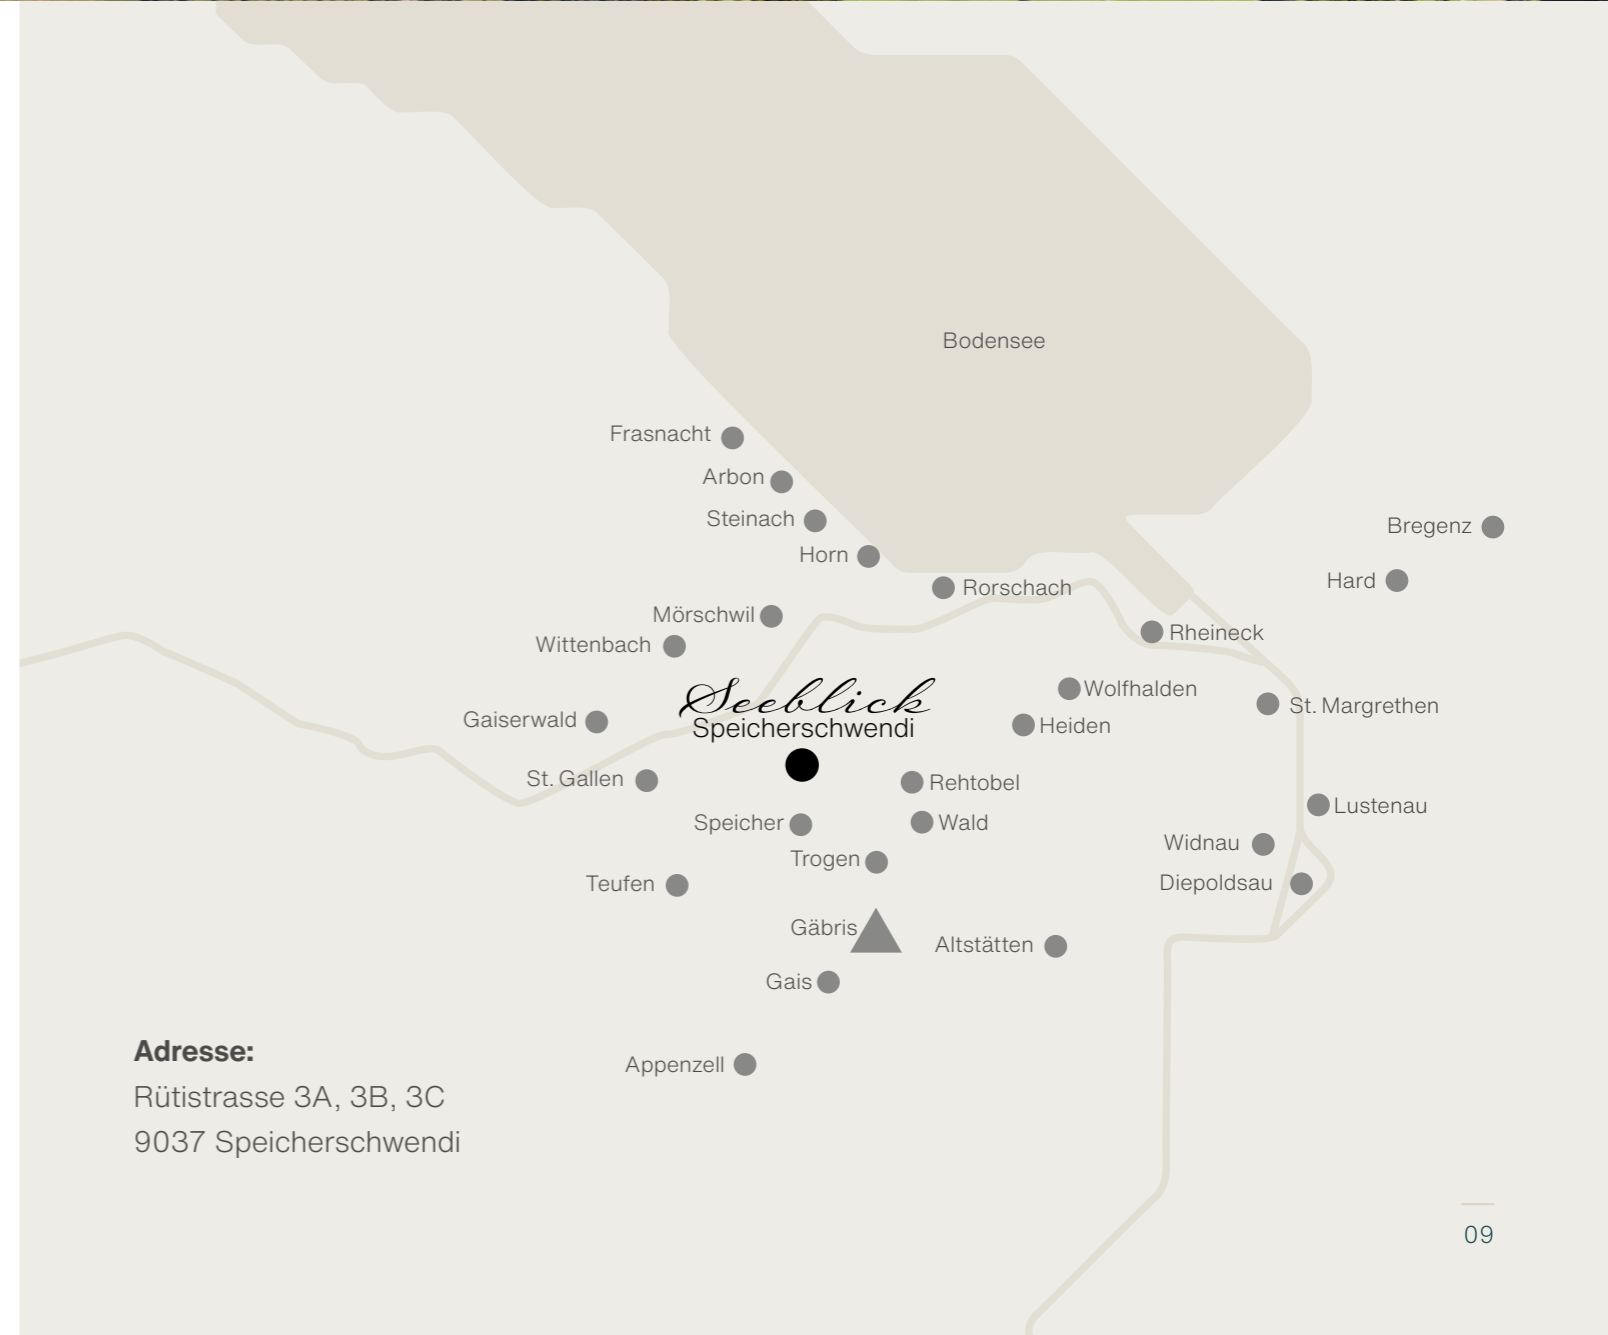 Bodensee
Frasnacht
Arbon
Steinach
Horn
Bregenz
Hard
Rorschach
Mörschwil
Rheineck
Wittenbach
Seeblick
Speicherschwendi
Wolfhalden
St. Margrethen
Gaiserwald
Heiden
St. Gallen
Rehtobel
Lustenau
Speicher
Wald
Widnau
Trogen
Teufen
Diepoldsau
Gäbris
Altstätten
Gais
Appenzell
Adresse:
Rütistrasse 3A, 3B, 3C
9037 Speicherschwendi
09